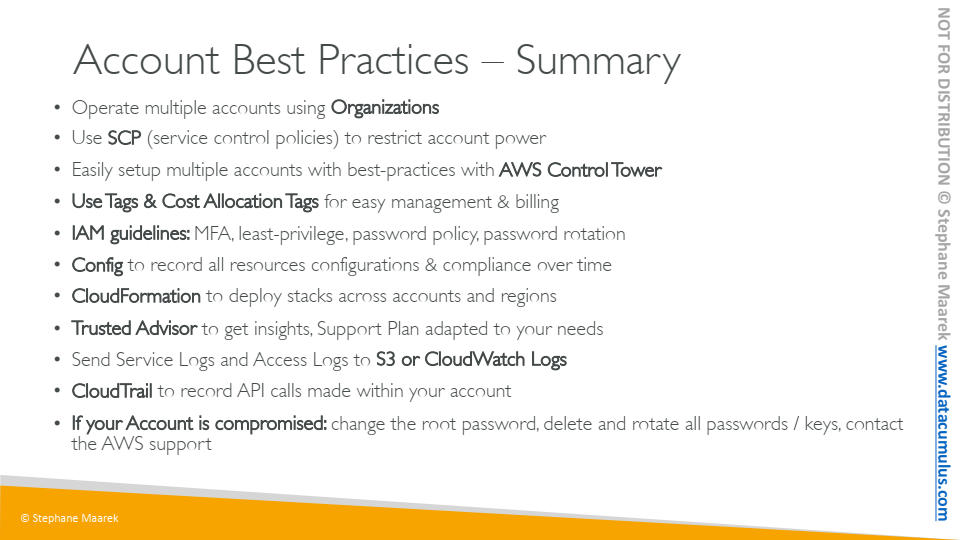 Account Best Practices – Summary
• Operate multiple accounts using Organizations
• Use SCP (service control policies) to restrict account power
• Easily setup multiple accounts with best-practices with AWS Control Tower
• Use Tags & Cost Allocation Tags for easy management & billing
• IAM guidelines: MFA, least-privilege, password policy, password rotation
• Config to record all resources configurations & compliance over time
• CloudFormation to deploy stacks across accounts and regions
• Trusted Advisor to get insights, Support Plan adapted to your needs
• Send Service Logs and Access Logs to S3 or CloudWatch Logs
• CloudTrail to record API calls made within your account
• If your Account is compromised: change the root password, delete and rotate all passwords / keys, contact
the AWS support
© Stephane Maarek
NOT FOR DISTRIBUTION © Stephane Maarek www.datacumulus.com